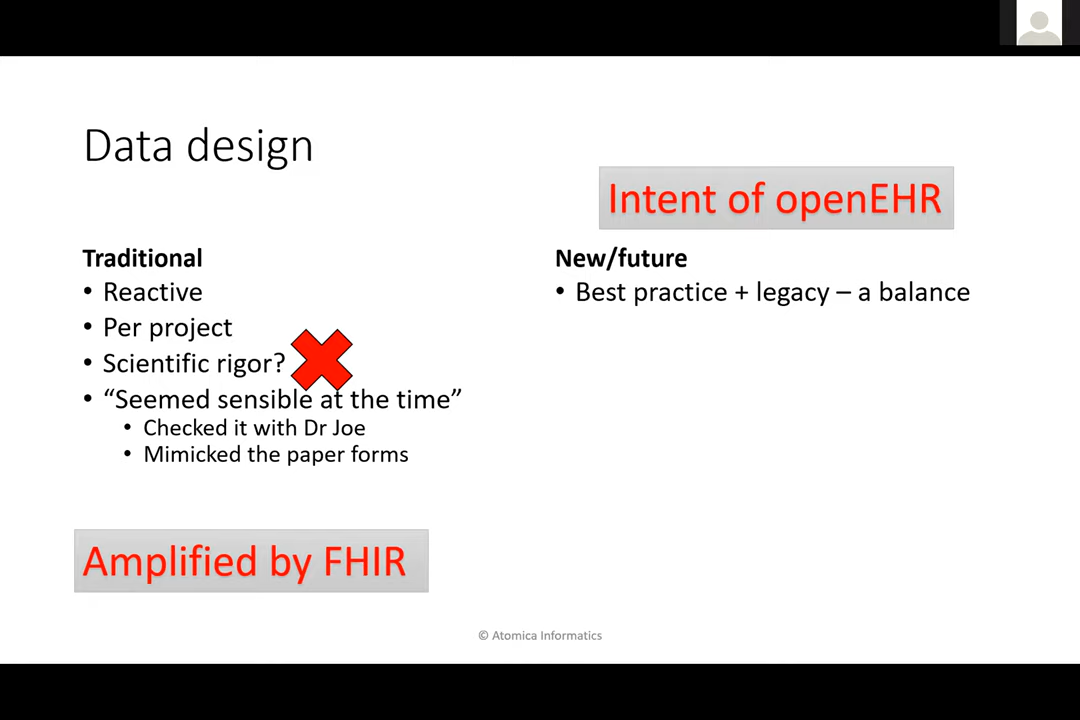 Data design
Intent of openEHR
Traditional
• Reactive
• Per project
• Scientific rigor?
• “Seemed sensible at the time”
• Checked it with Dr Joe
• Mimicked the paper forms
Amplified by FHIR
New/future
• Best practice + legacy – a balance
© Atomica Informatics